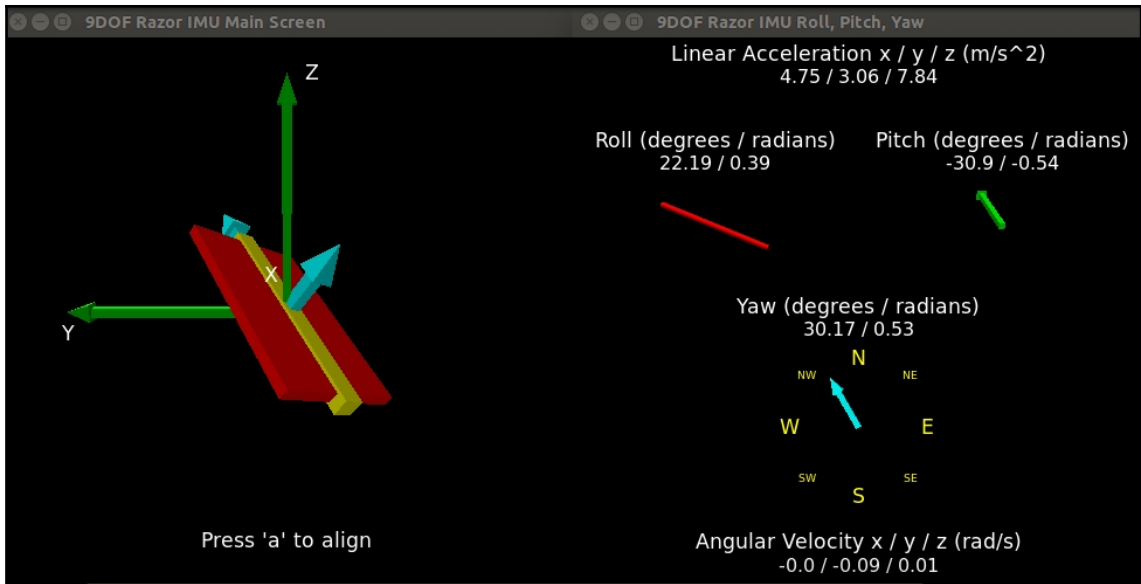 9DOF Razor IMU Main Screen
Z
X
Y
Press 'a' to align
9DOF Razor IMU Roll, Pitch, Yaw
Linear Acceleration x / y / z (m/s^2)
4.75 / 3.06 / 7.84
Roll (degrees / radians)
22.19 / 0.39
Pitch (degrees / radians)
-30.9 / -0.54
Yaw (degrees / radians)
30.17 / 0.53
N
NW
NE
W
E
SW
SE
S
Angular Velocity x / y / z (rad/s)
-0.0 / -0.09 / 0.01